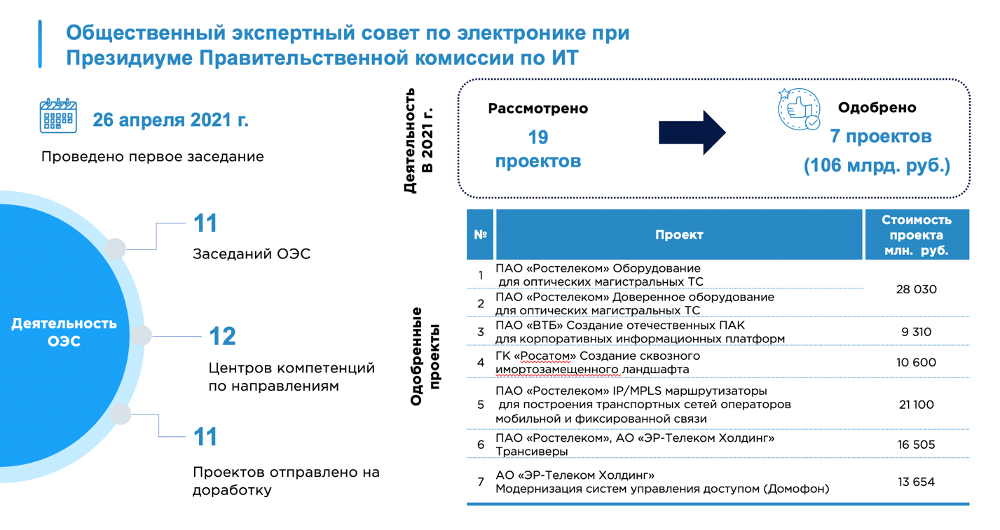 Общественный экспертный совет по электронике при
Президиуме Правительственной комиссии по ИТ
26 апреля 2021 г.
Проведено первое заседание
Деятельность
ОЭС
11
Заседаний ОЭС
12
Центров компетенций
по направлениям
11
Проектов отправлено на
доработку
Деятельность
В 2021 г.
Рассмотрено
19
проектов
Одобрено
7 проектов
(106 млрд. руб.)
Одобренные
проекты
№
Проект
Стоимость
проекта
млн. руб.
1
ПАО «Ростелеком» Оборудование
для оптических магистральных ТС
28 030
2
ПАО «Ростелеком» Доверенное оборудование
для оптических магистральных ТС
3
ПАО «ВТБ» Создание отечественных ПАК
для корпоративных информационных платформ
9 310
4
ГК «Росатом» Создание сквозного
имортозамещенного ландшафта
10 600
5
ПАО «Ростелеком» IP/MPLS маршрутизаторы
для построения транспортных сетей операторов
мобильной и фиксированной связи
21 100
6
ПАО «Ростелеком», АО «ЭР-Телеком Холдинг»
Трансиверы
16 505
7
АО «ЭР-Телеком Холдинг»
Модернизация систем управления доступом (Домофон)
13 654